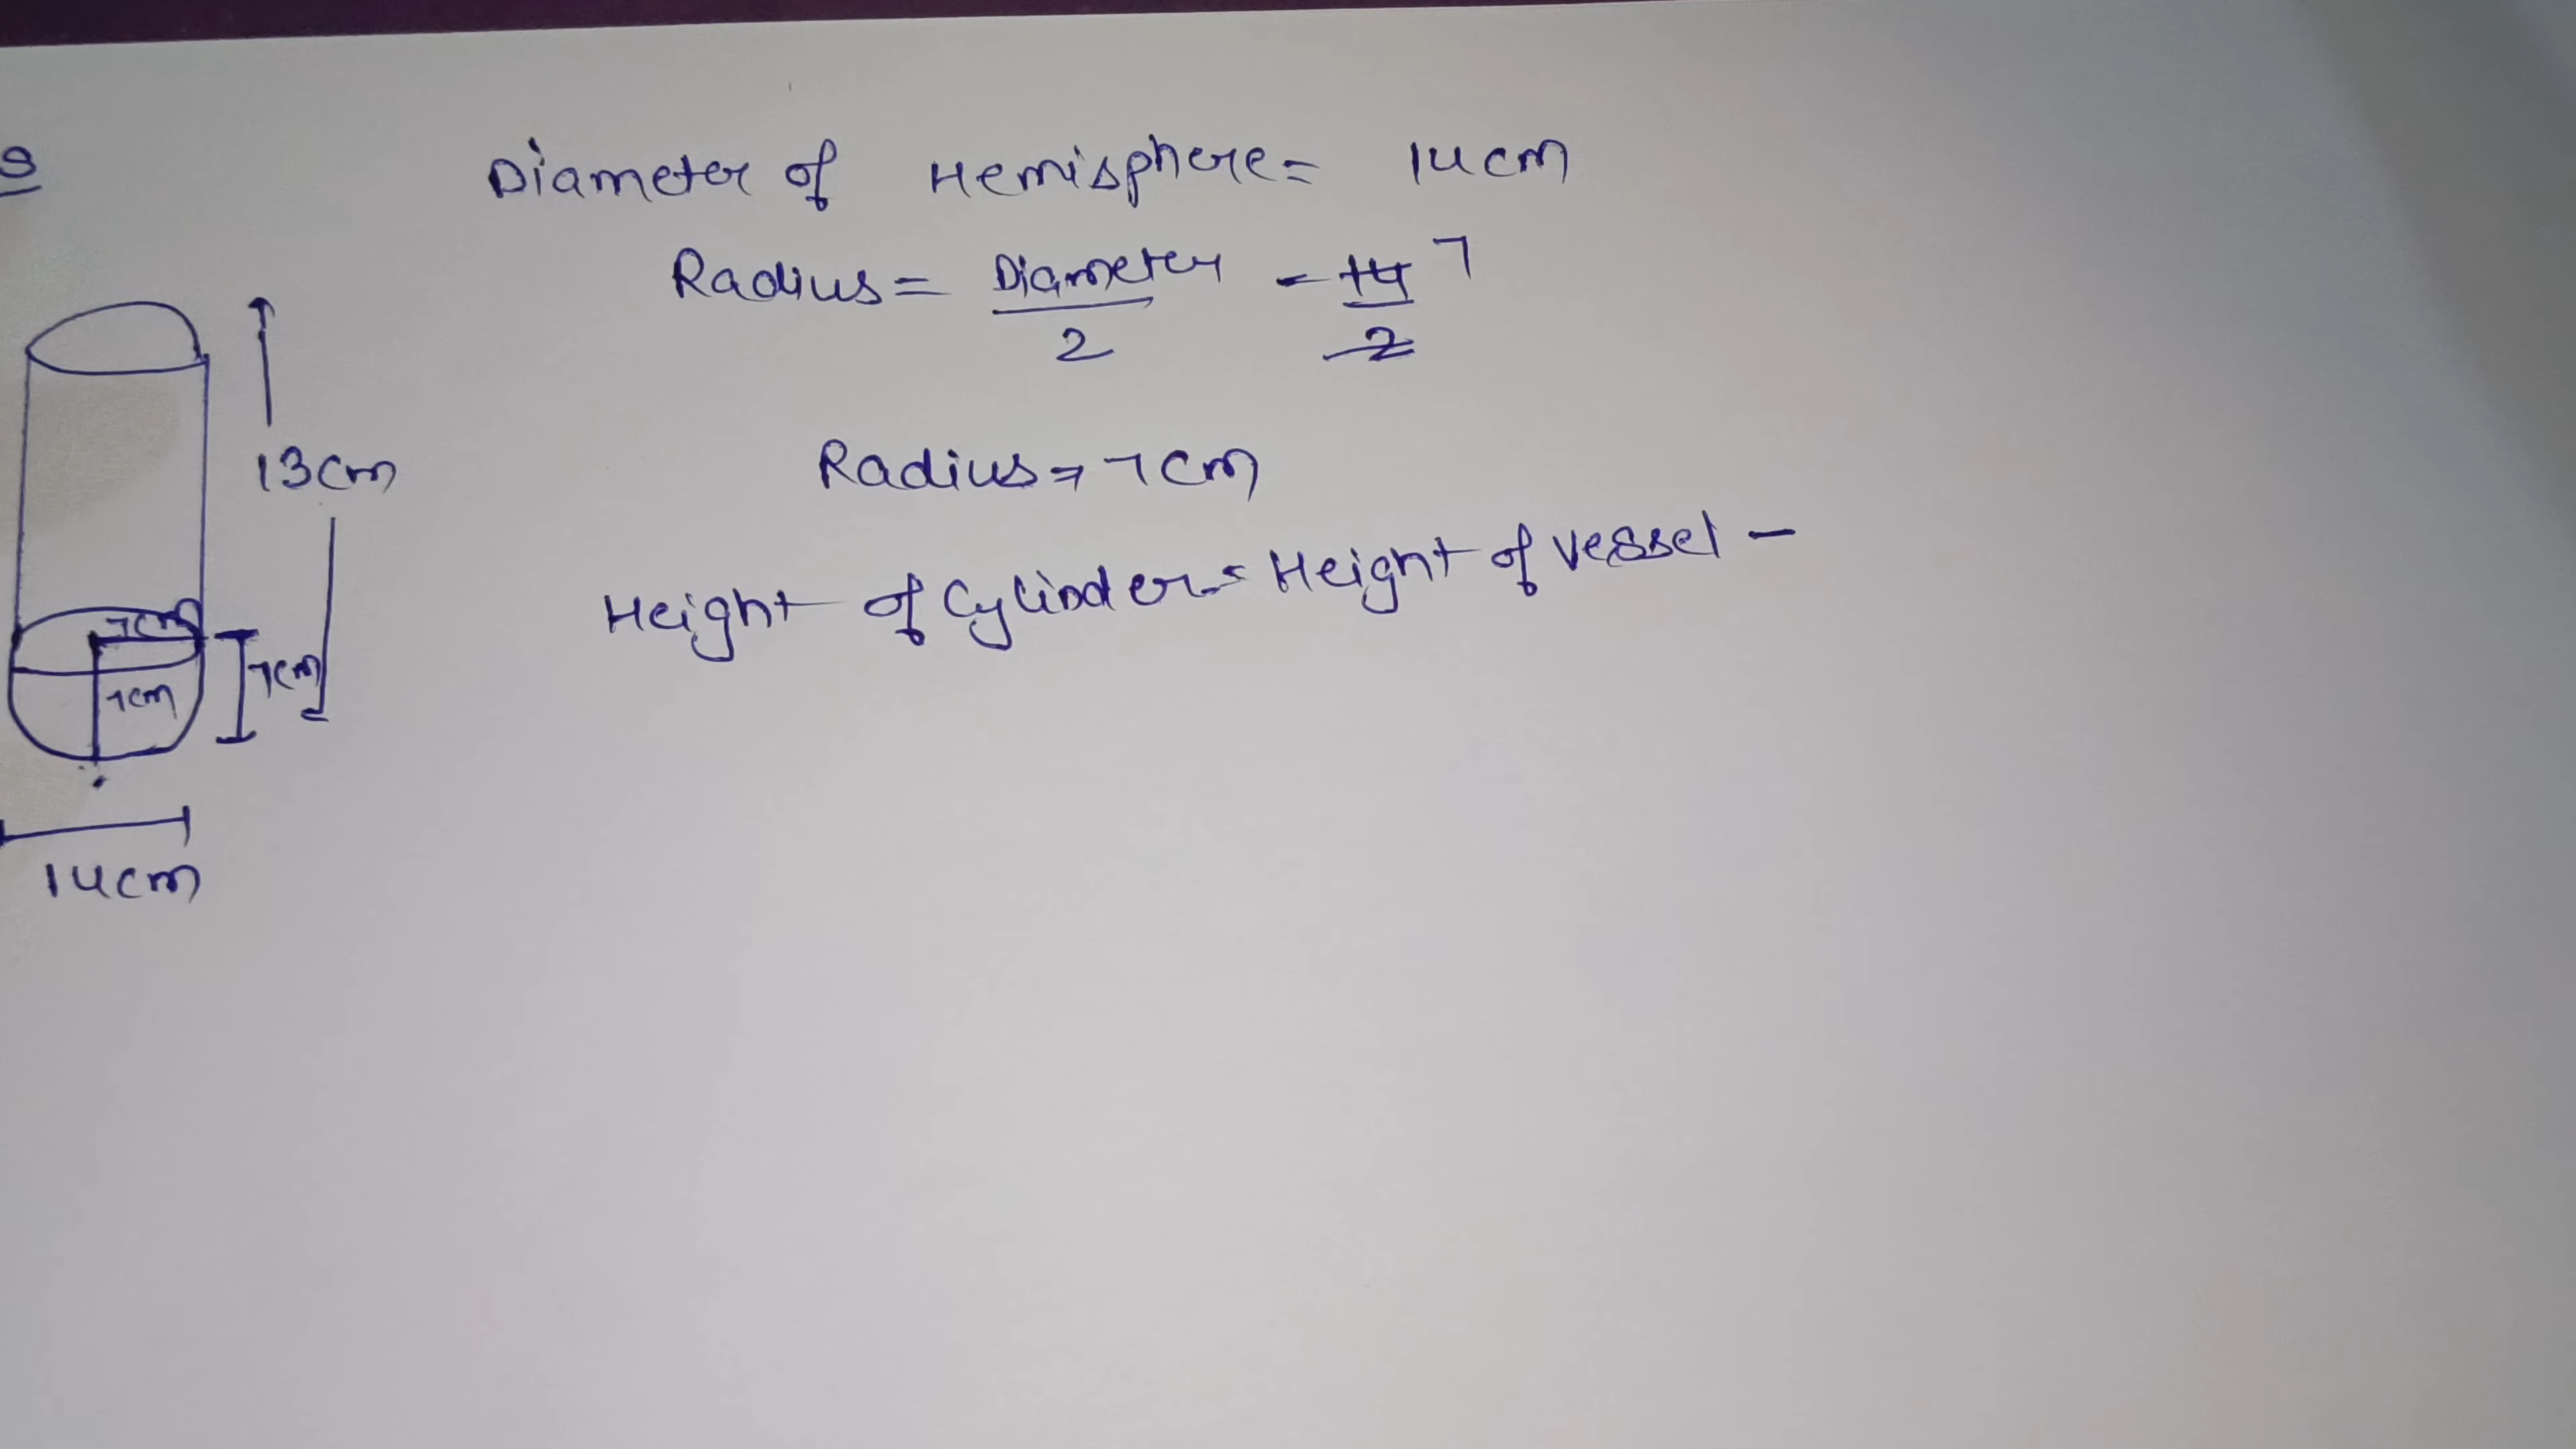 Diameter of Hemisphere = 14cm
Radius = Diameter/2 = 14/2 7
Radius = 7cm
Height of Cylinder = Height of vessel -
13cm
7cm
7cm
7cm
14cm